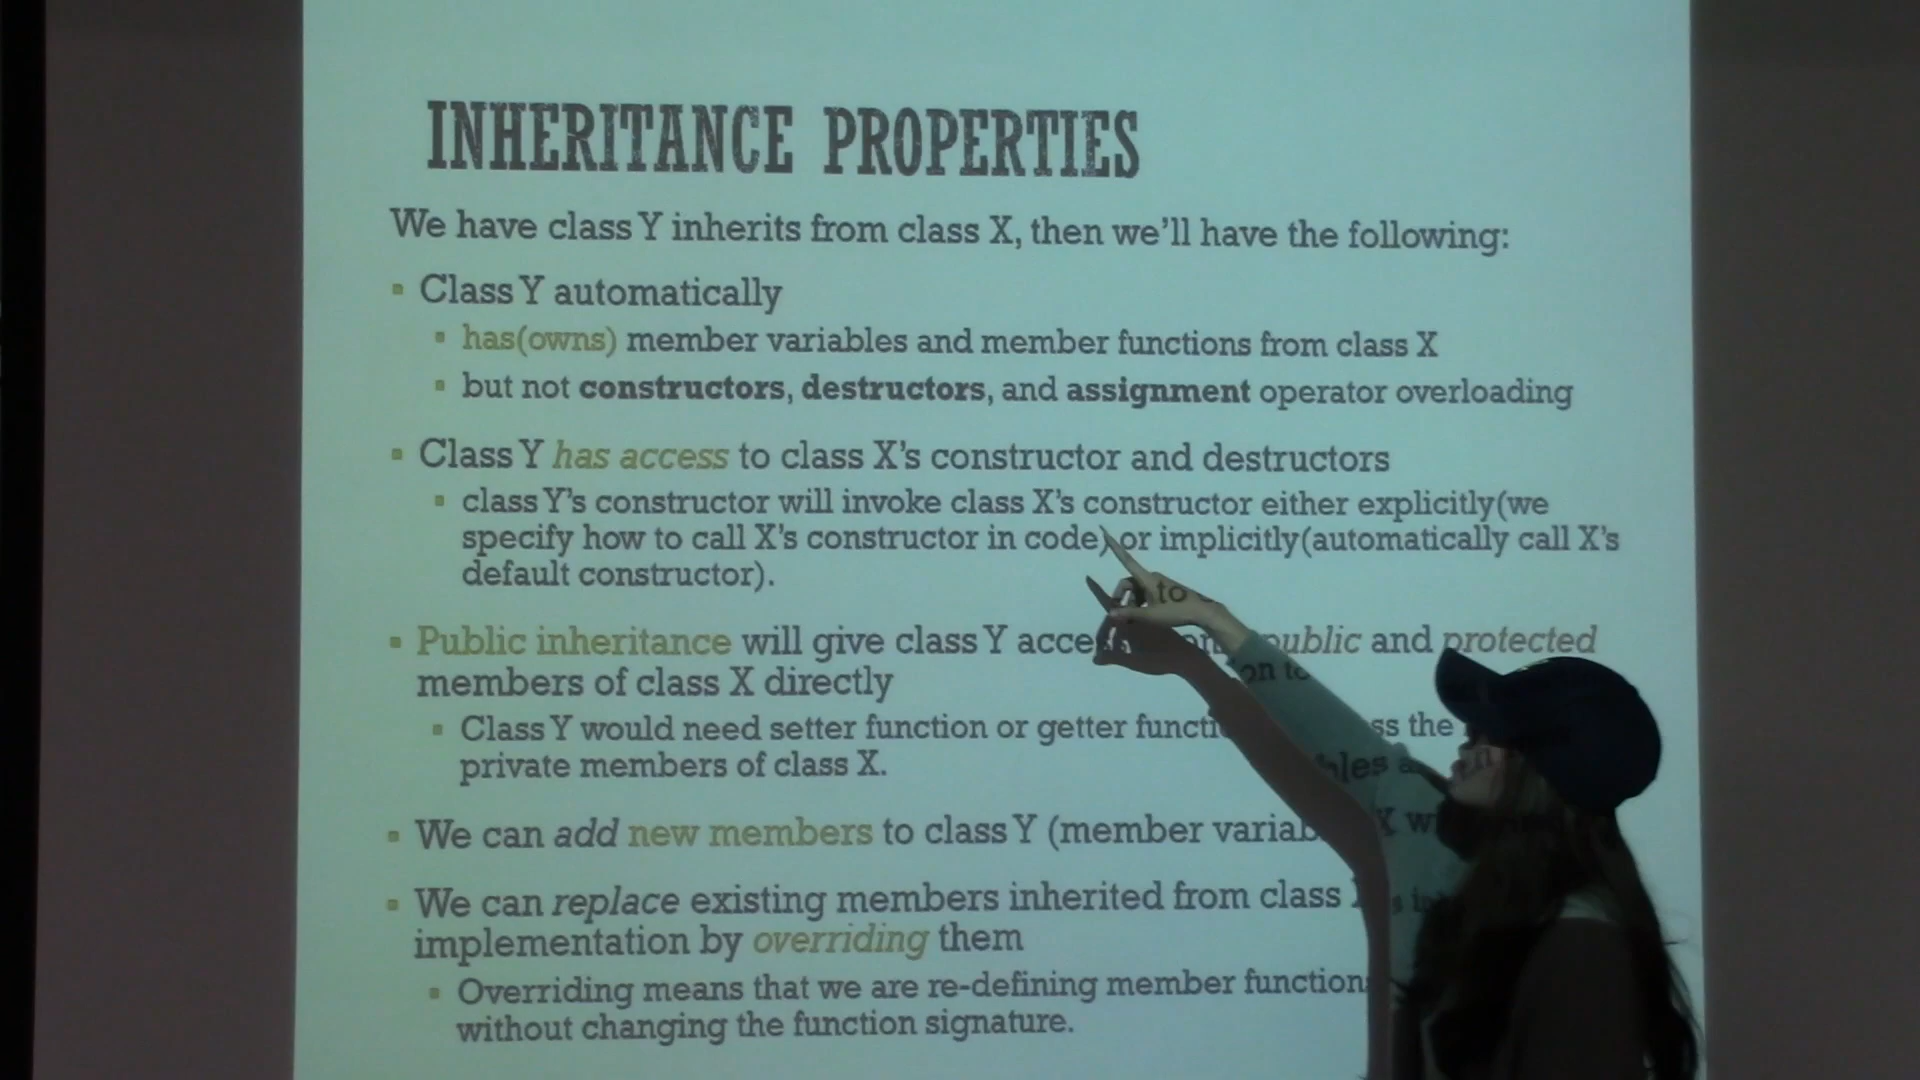 INHERITANCE PROPERTIES
We have class Y inherits from class X, then we'll have the following:
▪ Class Y automatically
▪ has(owns) member variables and member functions from class X
▪ but not constructors, destructors, and assignment operator overloading
▪ Class Y has access to class X's constructor and destructors
▪ class Y's constructor will invoke class X's constructor either explicitly(we
specify how to call X's constructor in code) or implicitly(automatically call X's
default constructor).
▪ Public inheritance will give class Y public and protected
members of class X directly
▪ Class Y would need setter function or getter the
private members of class X.
▪ We can add new members to class Y (member
▪ We can replace existing members inherited from class
implementation by overriding them
▪ Overriding means that we are re-defining member
without changing the function signature.